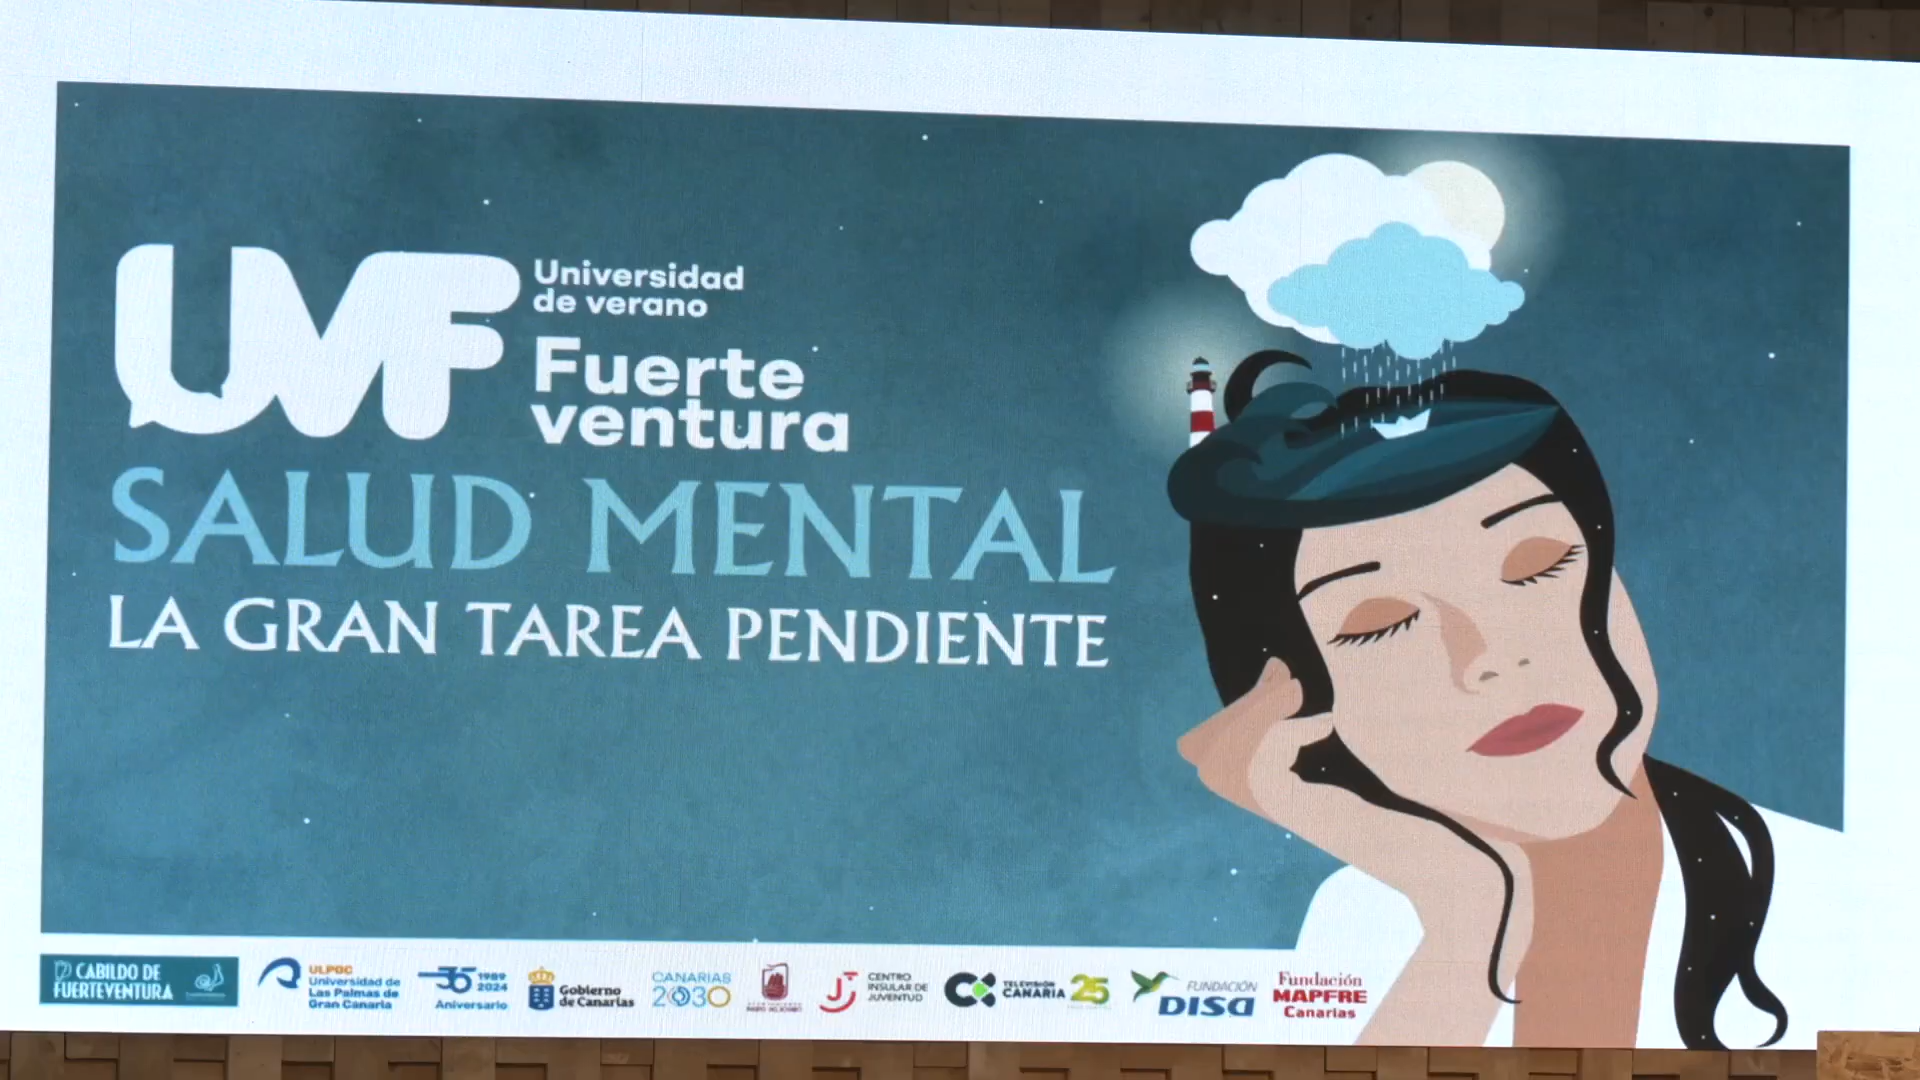 UVF
Universidad
de verano
Fuerte
ventura
SALUD MENTAL
LA GRAN TAREA PENDIENTE
CABILDO DE
FUERTEVENTURA
ULPGC
Universidad de
Las Palmas de
Gran Canaria
35 1989
2024
Aniversario
Gobierno
de Canarias
CANARIAS
2030
CENTRO
INSULAR DE
JUVENTUD
TELEVISIÓN
CANARIA 25
FUNDACIÓN
DISA
Fundación
MAPFRE
Canarias